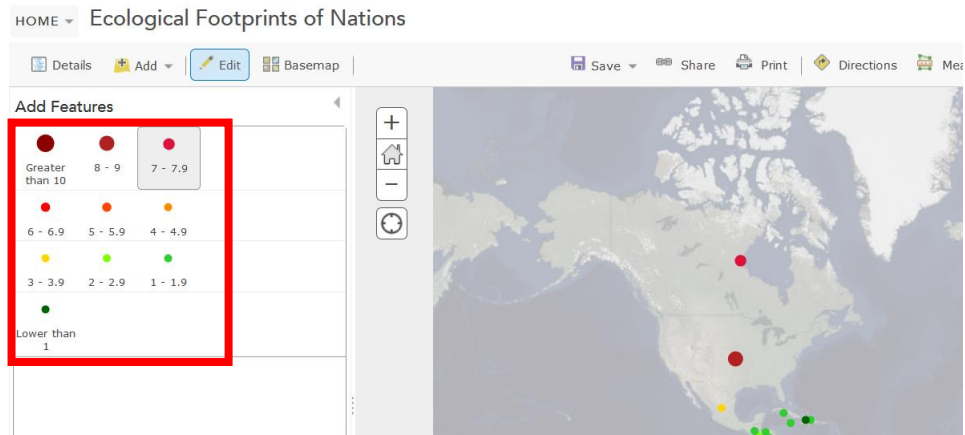 HOME Ecological Footprints of Nations
Details Add Edit Basemap Save Share Print Directions Mea
Add Features
Greater than 10
8 - 9
7 - 7.9
6 - 6.9 5 - 5.9 4 - 4.9
3 - 3.9 2 - 2.9 1 - 1.9
Lower than
1